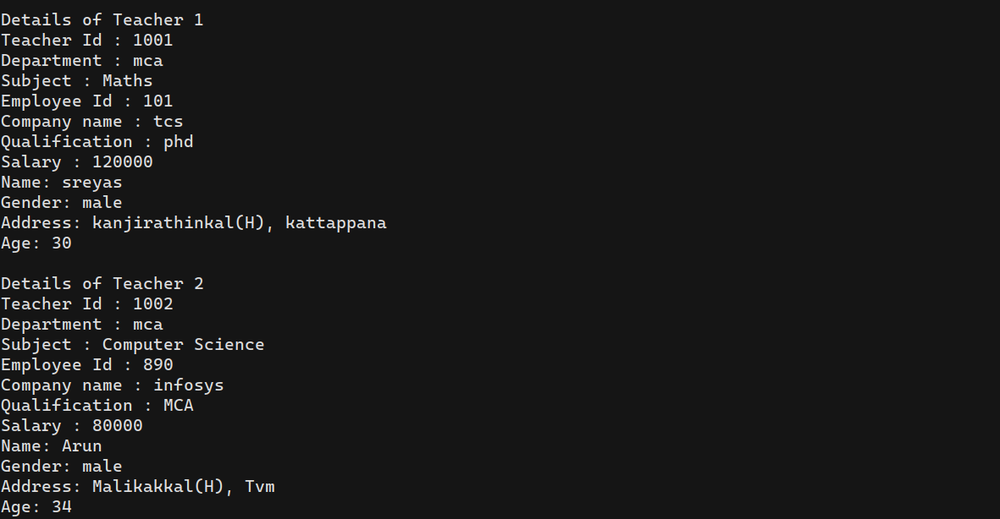 Details of Teacher 1
Teacher Id : 1001
Department : mca
Subject : Maths
Employee Id : 101
Company name : tcs
Qualification : phd
Salary : 120000
Name: sreyas
Gender: male
Address: kanjirathinkal(H), kattappana
Age: 30

Details of Teacher 2
Teacher Id : 1002
Department : mca
Subject : Computer Science
Employee Id : 890
Company name : infosys
Qualification : MCA
Salary : 80000
Name: Arun
Gender: male
Address: Malikakkal(H), Tvm
Age: 34